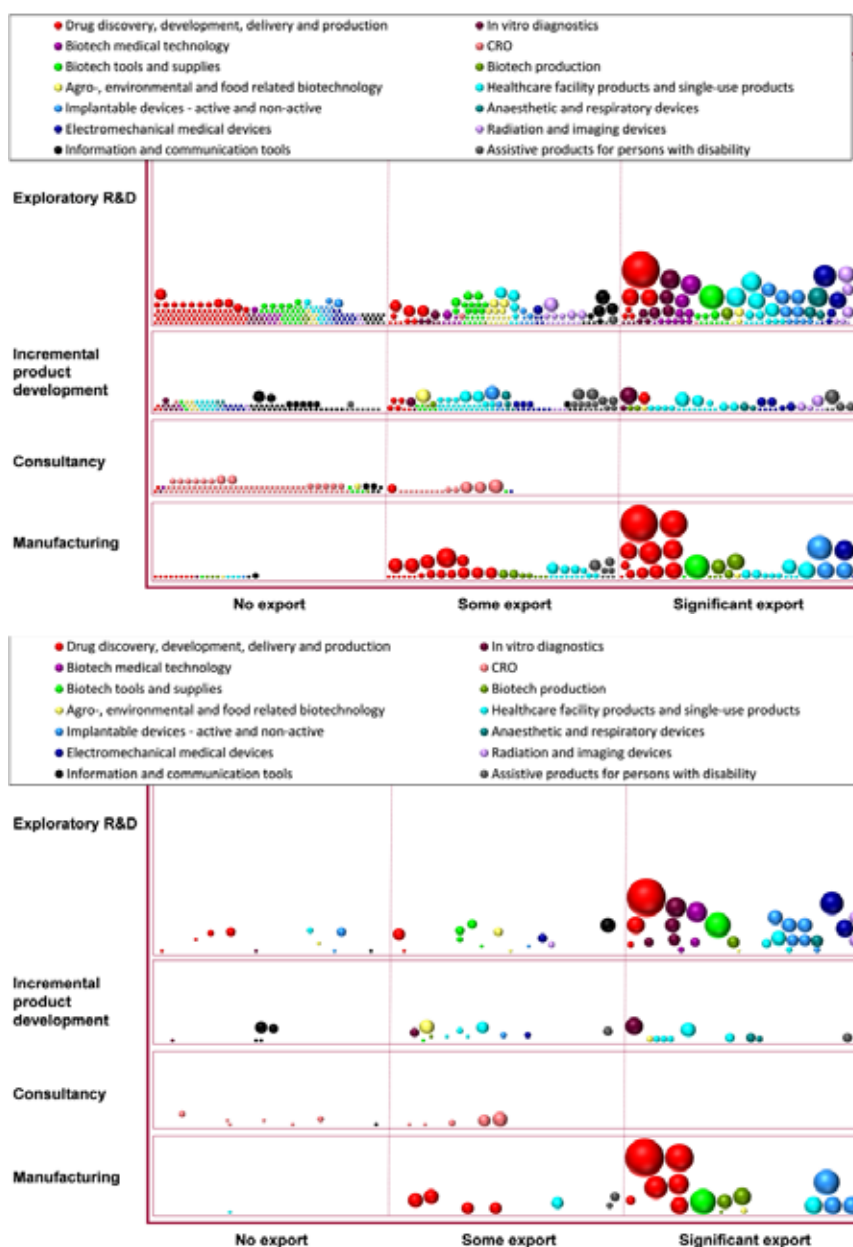 Drug discovery, development, delivery and production
In vitro diagnostics
Biotech medical technology
CRO
Biotech tools and supplies
Biotech production
Agro-, environmental and food related biotechnology
Healthcare facility products and single-use products
Implantable devices - active and non-active
Anaesthetic and respiratory devices
Electromechanical medical devices
Radiation and imaging devices
Information and communication tools
Assistive products for persons with disability
Exploratory R&D
Incremental
product
development
Consultancy
Manufacturing
No export
Some export
Significant export
Drug discovery, development, delivery and production
In vitro diagnostics
Biotech medical technology
CRO
Biotech tools and supplies
Biotech production
Agro-, environmental and food related biotechnology
Healthcare facility products and single-use products
Implantable devices - active and non-active
Anaesthetic and respiratory devices
Electromechanical medical devices
Radiation and imaging devices
Information and communication tools
Assistive products for persons with disability
Exploratory R&D
Incremental
product
development
Consultancy
Manufacturing
No export
Some export
Significant export